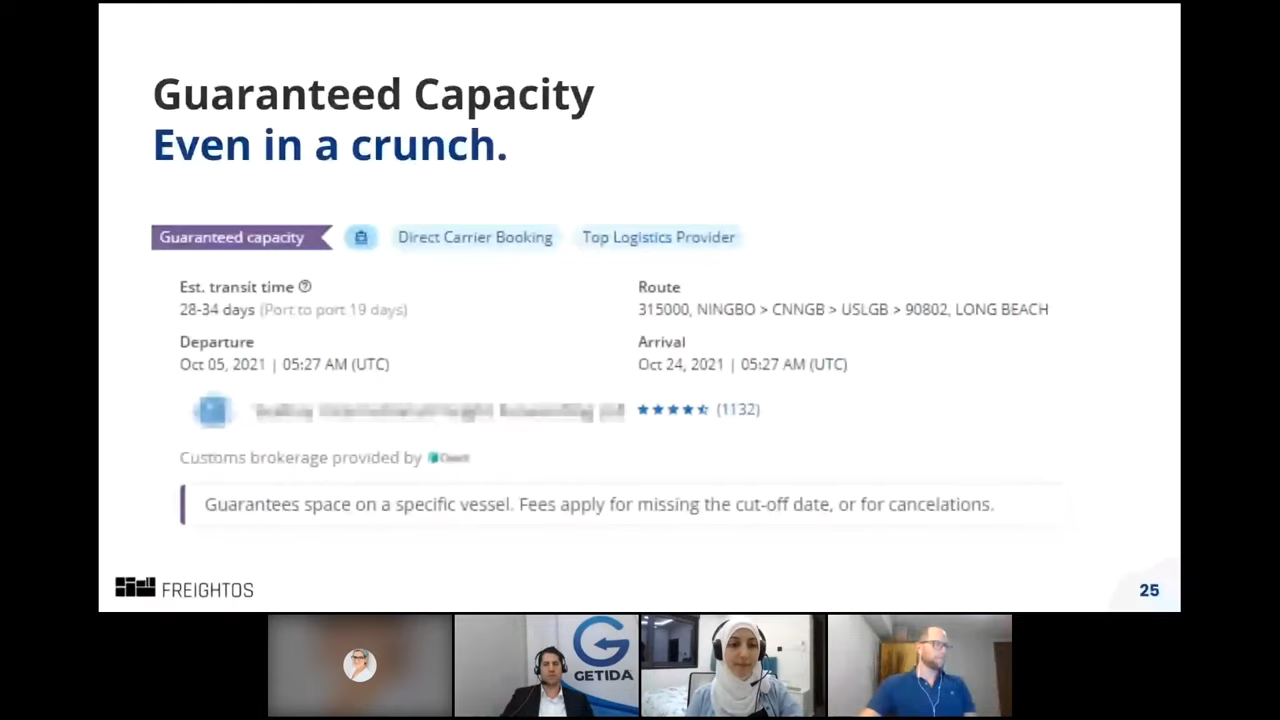 Guaranteed Capacity
Even in a crunch.
Guaranteed capacity
Direct Carrier Booking
Top Logistics Provider
Est. transit time
28-34 days (Port to port 19 days)
Route
315000, NINGBO > CNNGB > USLGB > 90802, LONG BEACH
Departure
Oct 05, 2021 | 05:27 AM (UTC)
Arrival
Oct 24, 2021 | 05:27 AM (UTC)
(1132)
Customs brokerage provided by
Guarantees space on a specific vessel. Fees apply for missing the cut-off date, or for cancelations.
FREIGHTOS
25
GETIDA